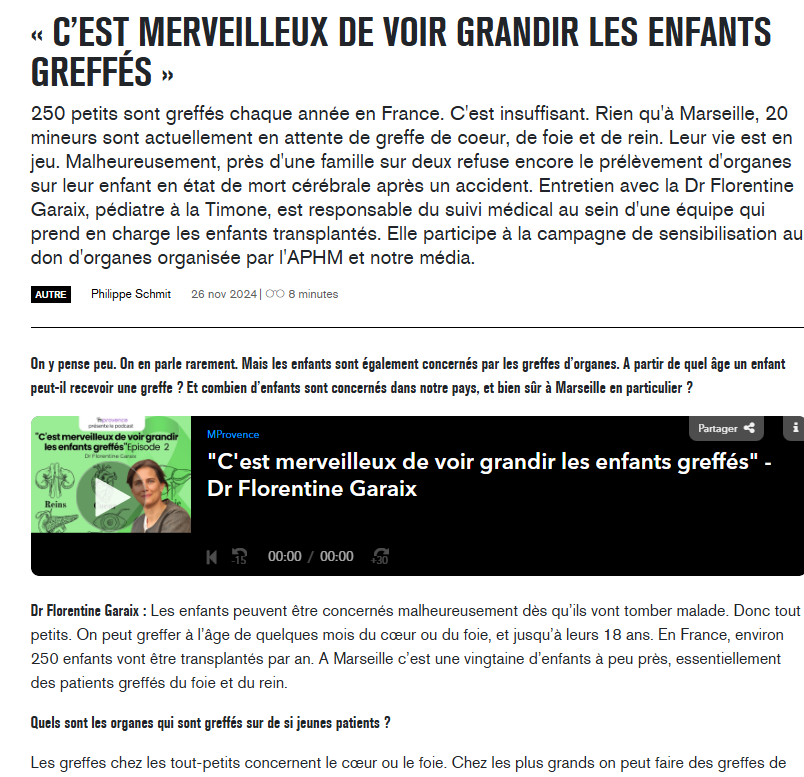 « C'EST MERVEILLEUX DE VOIR GRANDIR LES ENFANTS
GREFFÉS »
250 petits sont greffés chaque année en France. C'est insuffisant. Rien qu'à Marseille, 20
mineurs sont actuellement en attente de greffe de coeur, de foie et de rein. Leur vie est en
jeu. Malheureusement, près d'une famille sur deux refuse encore le prélèvement d'organes
sur leur enfant en état de mort cérébrale après un accident. Entretien avec la Dr Florentine
Garaix, pédiatre à la Timone, est responsable du suivi médical au sein d'une équipe qui
prend en charge les enfants transplantés. Elle participe à la campagne de sensibilisation au
don d'organes organisée par l'APHM et notre média.
AUTRE Philippe Schmit 26 nov 2024 | 8 minutes
On y pense peu. On en parle rarement. Mais les enfants sont également concernés par les greffes d'organes. A partir de quel âge un enfant
peut-il recevoir une greffe ? Et combien d'enfants sont concernés dans notre pays, et bien sûr à Marseille en particulier ?
mprovence
présente le podcast
"C'est merveilleux de voir grandir
les enfants greffés" Episode 2
Dr Florentine Garaix
Reins
MProvence
Partager
"C'est merveilleux de voir grandir les enfants greffés" -
Dr Florentine Garaix
-15 00:00 / 00:00 +30
Dr Florentine Garaix : Les enfants peuvent être concernés malheureusement dès qu'ils vont tomber malade. Donc tout
petits. On peut greffer à l'âge de quelques mois du cœur ou du foie, et jusqu'à leurs 18 ans. En France, environ
250 enfants vont être transplantés par an. A Marseille c'est une vingtaine d'enfants à peu près, essentiellement
des patients greffés du foie et du rein.
Quels sont les organes qui sont greffés sur de si jeunes patients ?
Les greffes chez les tout-petits concernent le cœur ou le foie. Chez les plus grands on peut faire des greffes de